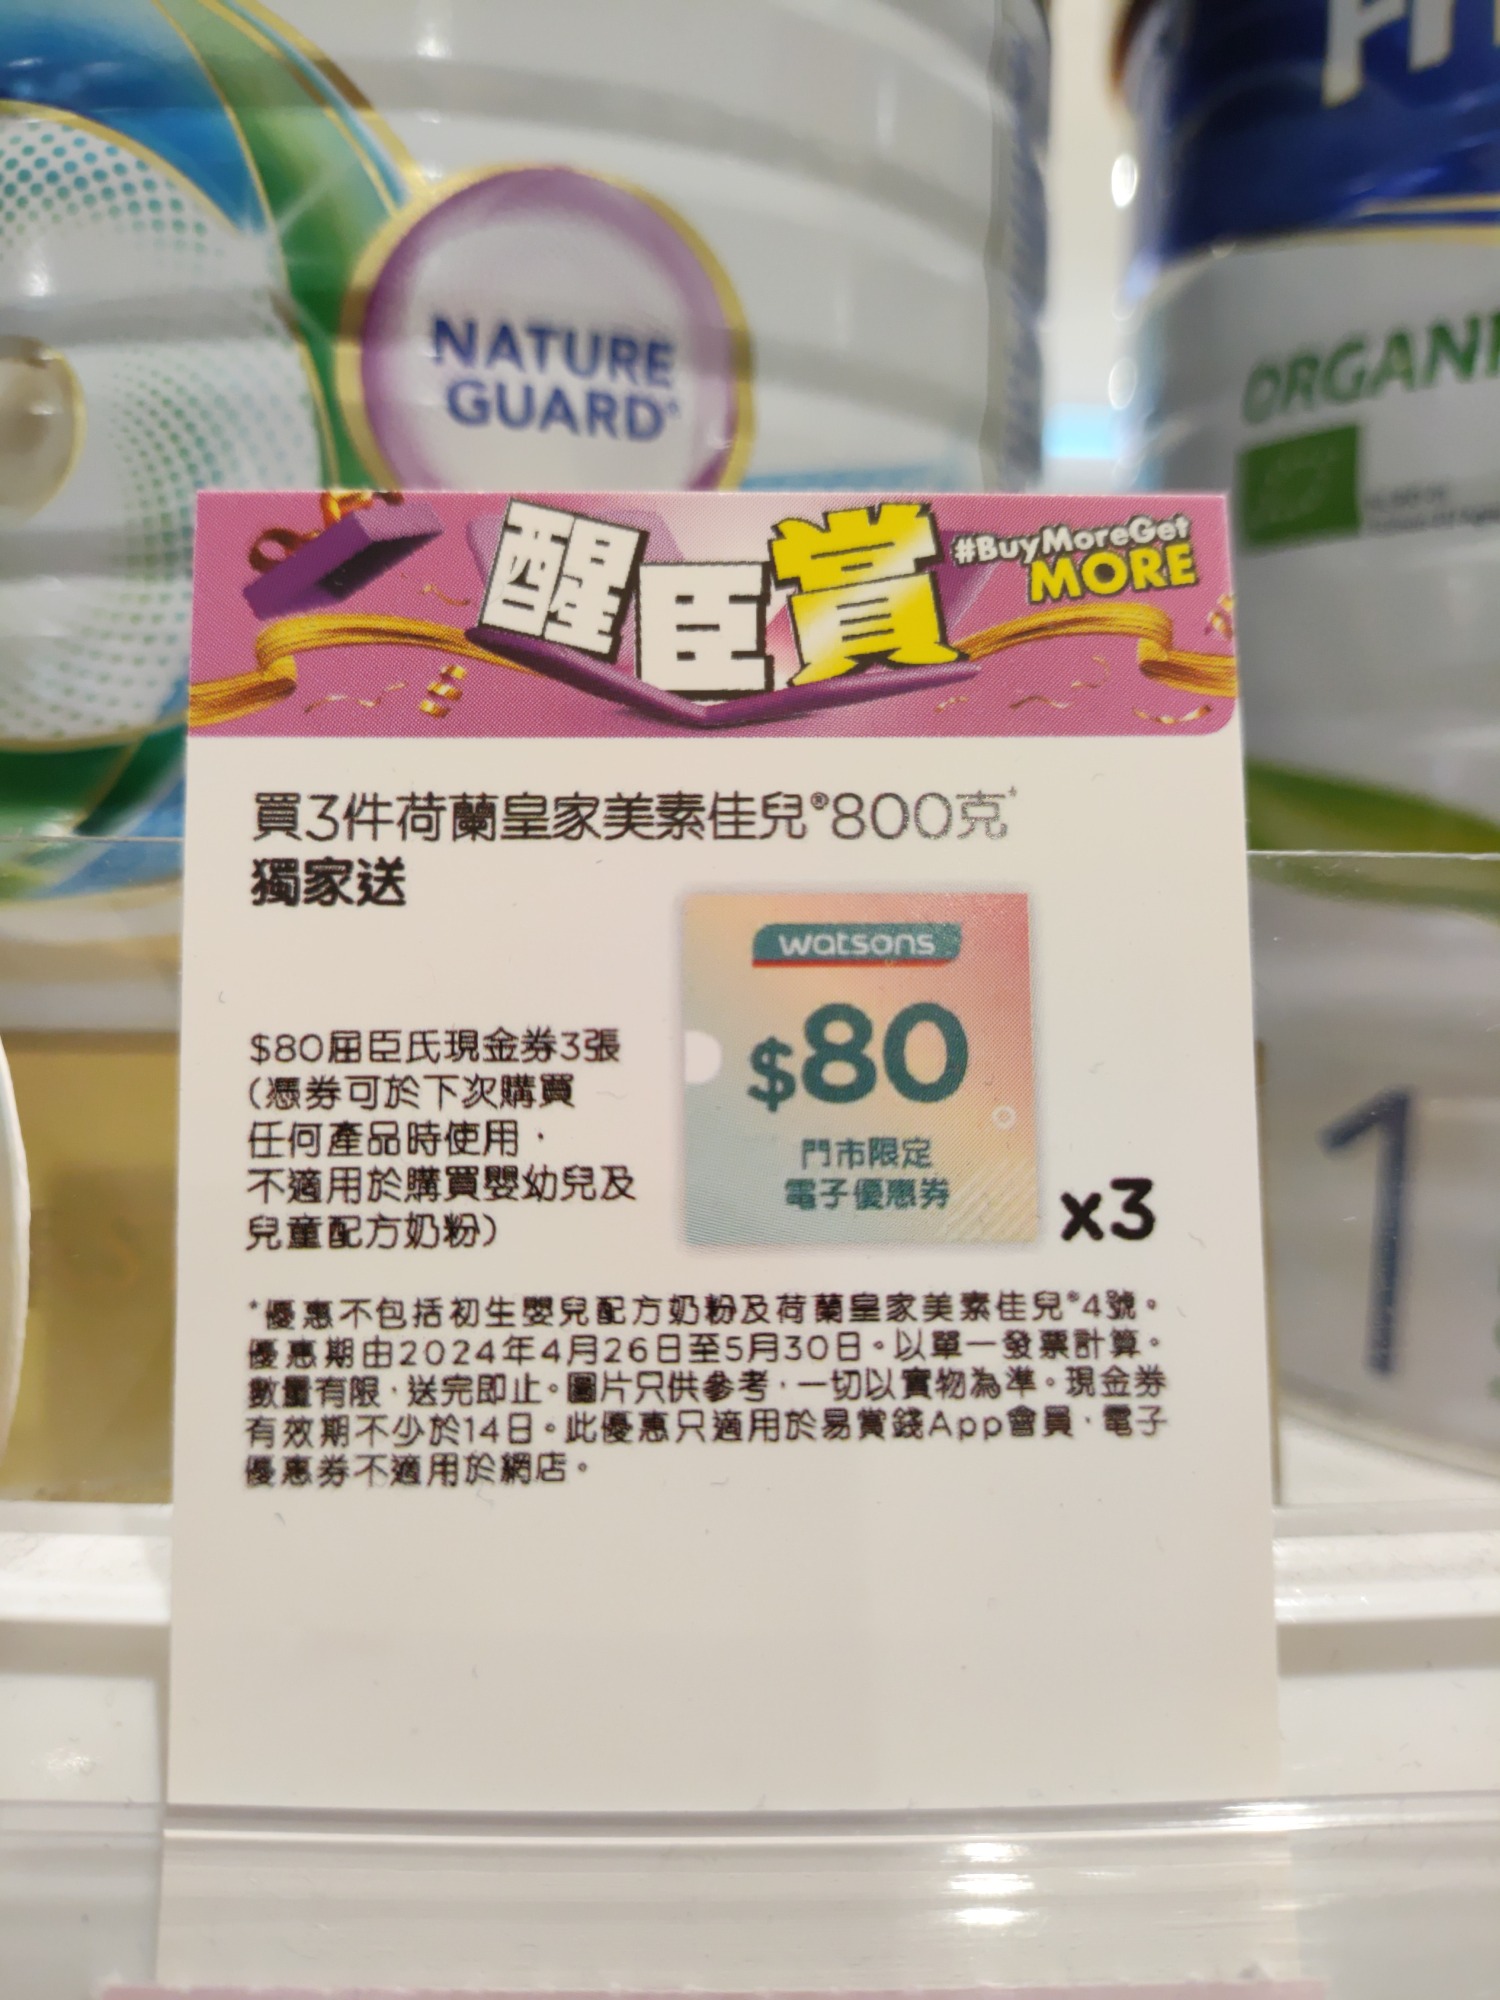 NATURE
GUARD
ORGANI
醒臣賞
#BuyMoreGet
MORE
買3件荷蘭皇家美素佳兒®800克*
獨家送
$80屈臣氏現金券3張
(憑券可於下次購買
任何產品時使用，
不適用於購買嬰幼兒及
兒童配方奶粉)
watsons
$80
門市限定
電子優惠券
x3
*優惠不包括初生嬰兒配方奶粉及荷蘭皇家美素佳兒®4號。
優惠期由2024年4月26日至5月30日。以單一發票計算。
數量有限，送完即止。圖片只供參考，一切以實物為準。現金券
有效期不少於14日。此優惠只適用於易賞錢App會員，電子
優惠券不適用於網店。
1